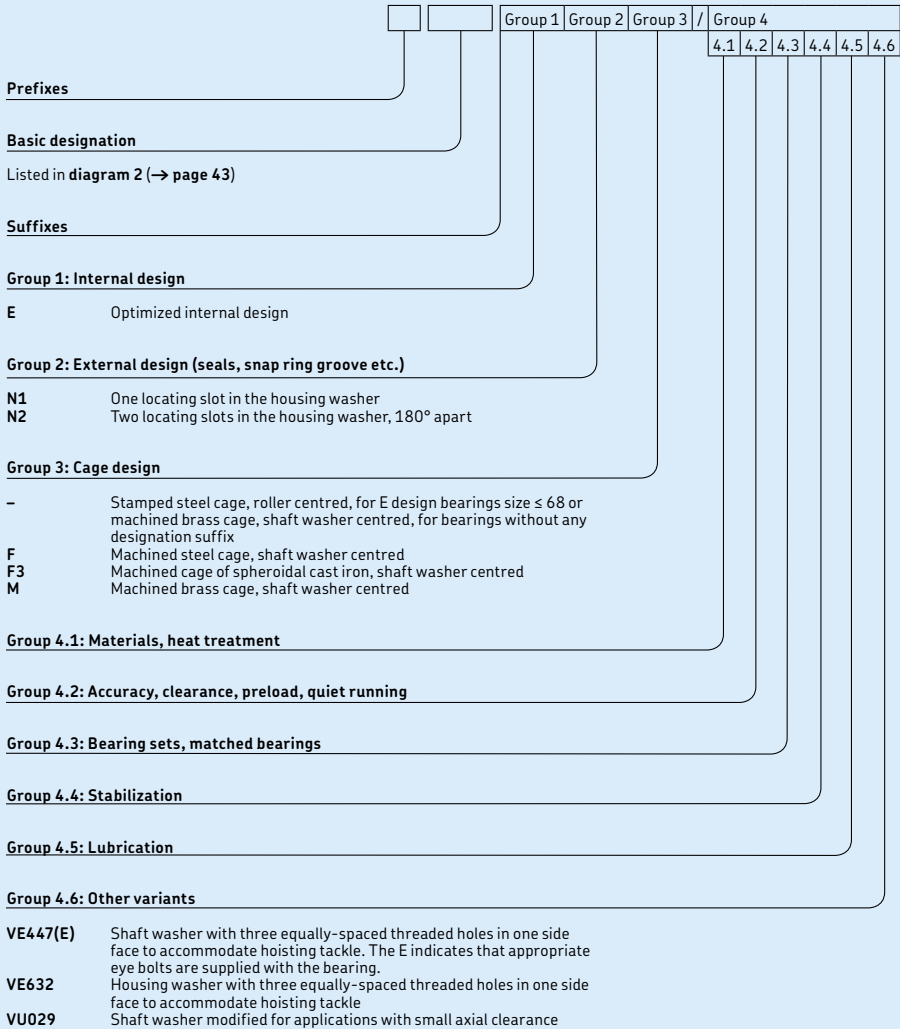 Group 1 Group 2 Group 3 / Group 4
4.1 4.2 4.3 4.4 4.5 4.6
Prefixes
Basic designation
Listed in diagram 2 (→ page 43)
Suffixes
Group 1: Internal design
E Optimized internal design
Group 2: External design (seals, snap ring groove etc.)
N1 One locating slot in the housing washer
N2 Two locating slots in the housing washer, 180° apart
Group 3: Cage design
– Stamped steel cage, roller centred, for E design bearings size ≤ 68 or
machined brass cage, shaft washer centred, for bearings without any
designation suffix
F Machined steel cage, shaft washer centred
F3 Machined cage of spheroidal cast iron, shaft washer centred
M Machined brass cage, shaft washer centred
Group 4.1: Materials, heat treatment
Group 4.2: Accuracy, clearance, preload, quiet running
Group 4.3: Bearing sets, matched bearings
Group 4.4: Stabilization
Group 4.5: Lubrication
Group 4.6: Other variants
VE447(E) Shaft washer with three equally-spaced threaded holes in one side
face to accommodate hoisting tackle. The E indicates that appropriate
eye bolts are supplied with the bearing.
VE632 Housing washer with three equally-spaced threaded holes in one side
face to accommodate hoisting tackle
VU029 Shaft washer modified for applications with small axial clearance